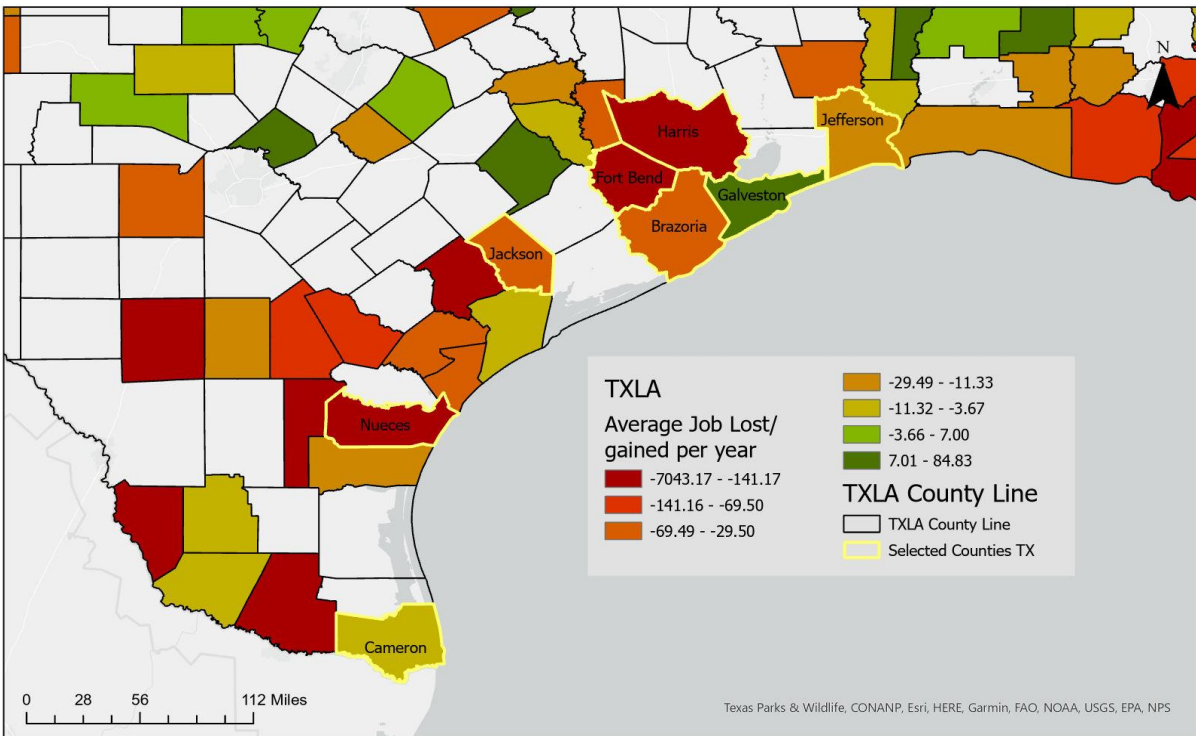 N
Jefferson
Harris
Fort Bend
Galveston
Brazoria
Jackson
Nueces
Cameron
TXLA
Average Job Lost/
gained per year
-7043.17 - -141.17
-141.16 - -69.50
-69.49 - -29.50
-29.49 - -11.33
-11.32 - -3.67
-3.66 - 7.00
7.01 - 84.83
TXLA County Line
TXLA County Line
Selected Counties TX
0 28 56 112 Miles
Texas Parks & Wildlife, CONANP, Esri, HERE, Garmin, FAO, NOAA, USGS, EPA, NPS